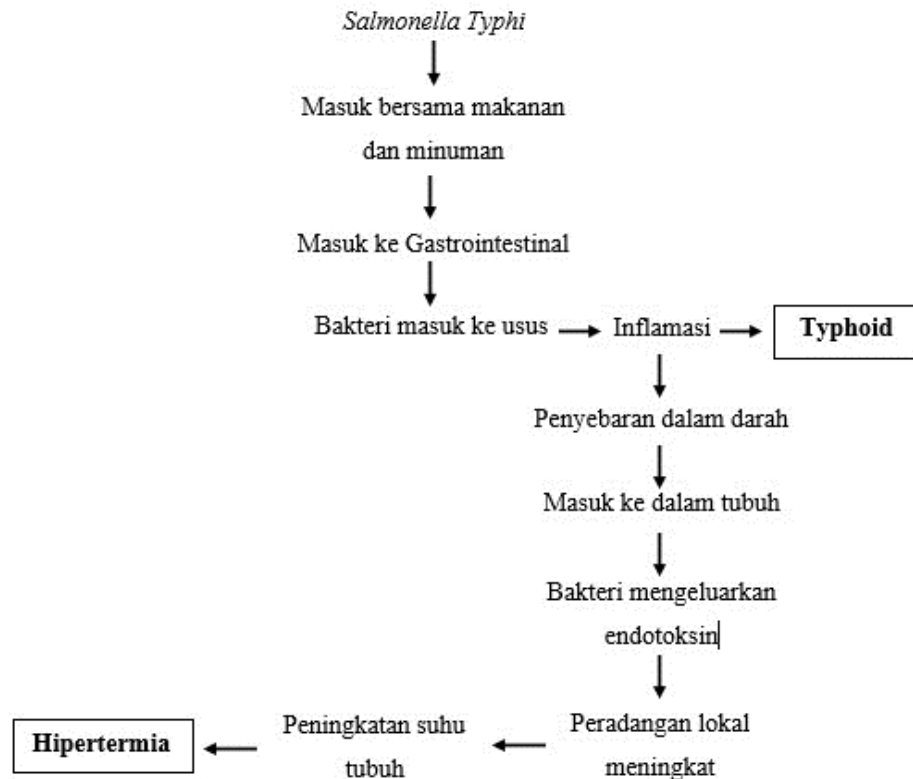 Salmonella Typhi
Masuk bersama makanan
dan minuman
Masuk ke Gastrointestinal
Bakteri masuk ke usus
Inflamasi
Typhoid
Penyebaran dalam darah
Masuk ke dalam tubuh
Bakteri mengeluarkan
endotoksin
Peradangan lokal
meningkat
Peningkatan suhu
tubuh
Hipertermia